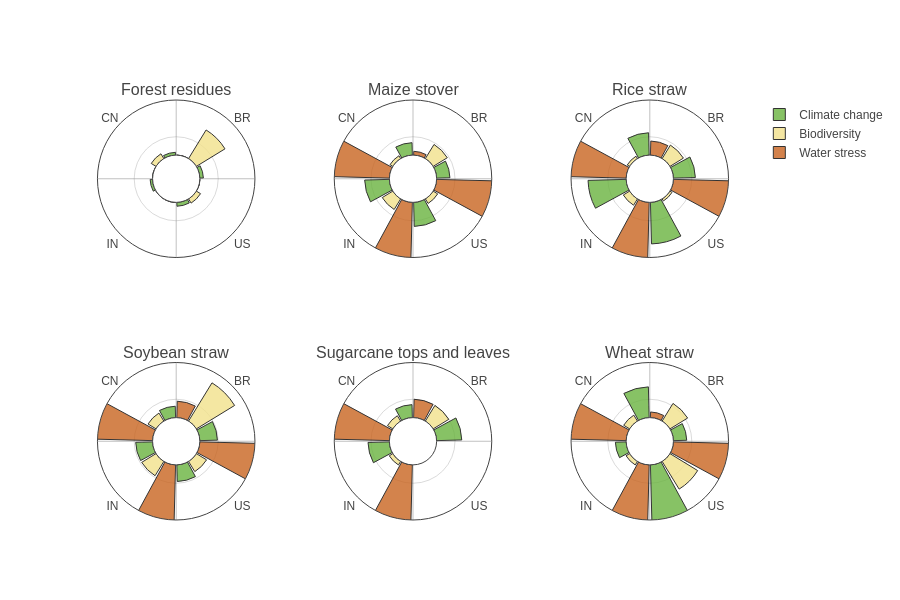 Forest residues
CN
BR
IN
US
Maize stover
CN
BR
IN
US
Rice straw
CN
BR
IN
US
Climate change
Biodiversity
Water stress
Soybean straw
CN
BR
IN
US
Sugarcane tops and leaves
CN
BR
IN
US
Wheat straw
CN
BR
IN
US